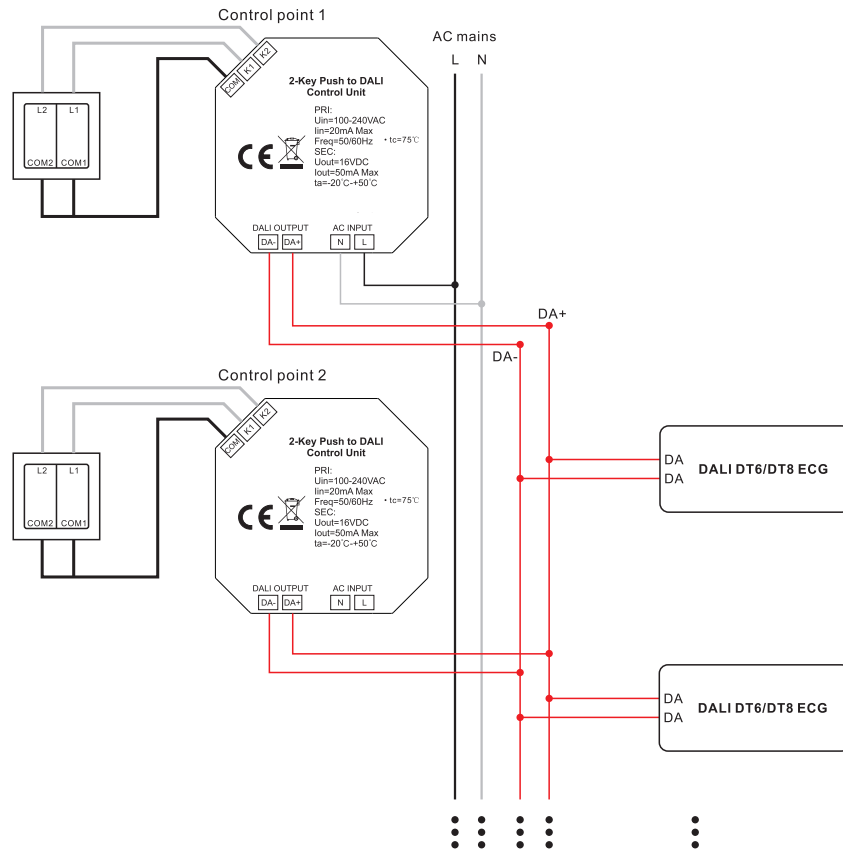 Control point 1
AC mains
L N
K2
K1
COM
L2 L1
COM2 COM1
2-Key Push to DALI
Control Unit
PRI:
Uin=100-240VAC
Iin=20mA Max
Freq=50/60Hz • tc=75℃
SEC:
Uout=16VDC
Iout=50mA Max
ta=-20℃-+50℃
CE
DALI OUTPUT AC INPUT
DA- DA+ N L
DA+
DA-
Control point 2
K2
K1
COM
L2 L1
COM2 COM1
2-Key Push to DALI
Control Unit
PRI:
Uin=100-240VAC
Iin=20mA Max
Freq=50/60Hz • tc=75℃
SEC:
Uout=16VDC
Iout=50mA Max
ta=-20℃-+50℃
CE
DALI OUTPUT AC INPUT
DA- DA+ N L
DA
DA
DALI DT6/DT8 ECG
DA
DA
DALI DT6/DT8 ECG